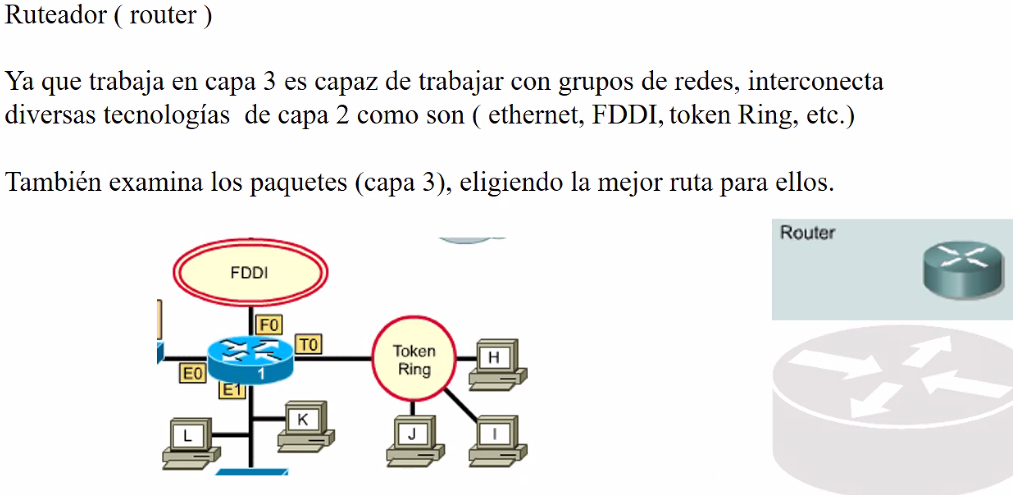 Ruteador ( router )
Ya que trabaja en capa 3 es capaz de trabajar con grupos de redes, interconecta
diversas tecnologías de capa 2 como son ( ethernet, FDDI, token Ring, etc.)
También examina los paquetes (capa 3), eligiendo la mejor ruta para ellos.
Router
FDDI
F0
T0
E0
1
E1
Token
Ring
H
K
L
J
I